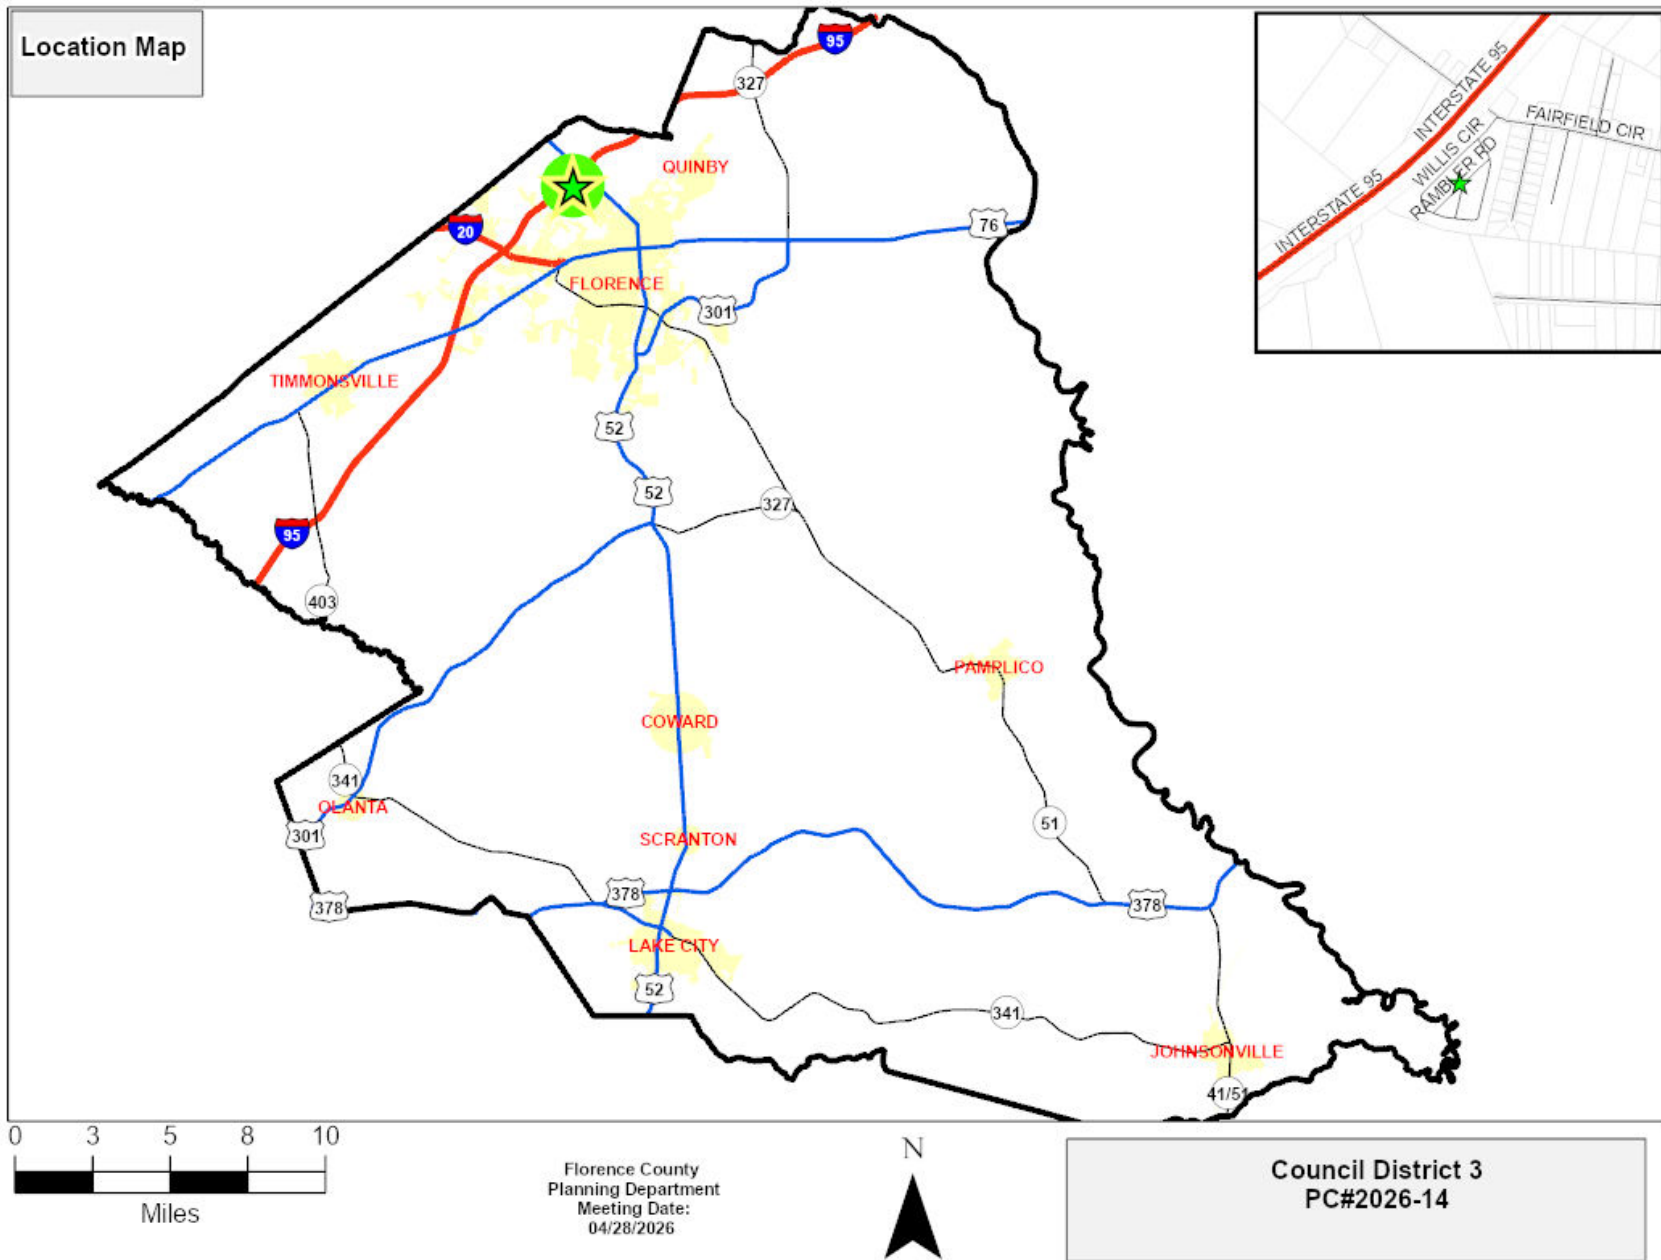 Location Map
95
327
INTERSTATE 95
FAIRFIELD CIR
WILLIS CIR
RAMBLER RD
INTERSTATE 95
QUINBY
20
76
FLORENCE
301
TIMMONSVILLE
52
52
327
95
403
PAMPLICO
COWARD
341
OLANTA
301
51
SCRANTON
378
378
378
LAKE CITY
52
341
JOHNSONVILLE
41/51
0 3 5 8 10
Miles
Florence County
Planning Department
Meeting Date:
04/28/2026
N
Council District 3
PC#2026-14